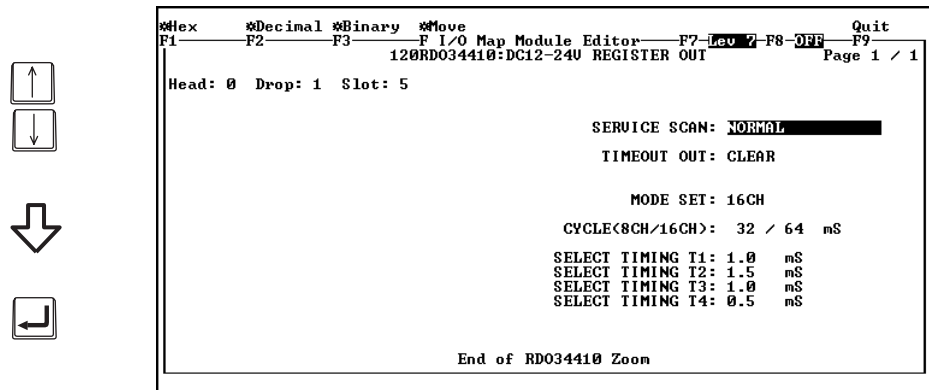 ※Hex ※Decimal ※Binary ※Move Quit
F1 F2 F3 F I/O Map Module Editor F7-Lev 7-F8-OFF F9
120RDO34410:DC12-24V REGISTER OUT Page 1 / 1
Head: 0 Drop: 1 Slot: 5
SERVICE SCAN: NORMAL
TIMEOUT OUT: CLEAR
MODE SET: 16CH
CYCLE(8CH/16CH): 32 / 64 mS
SELECT TIMING T1: 1.0 mS
SELECT TIMING T2: 1.5 mS
SELECT TIMING T3: 1.0 mS
SELECT TIMING T4: 0.5 mS
End of RDO34410 Zoom